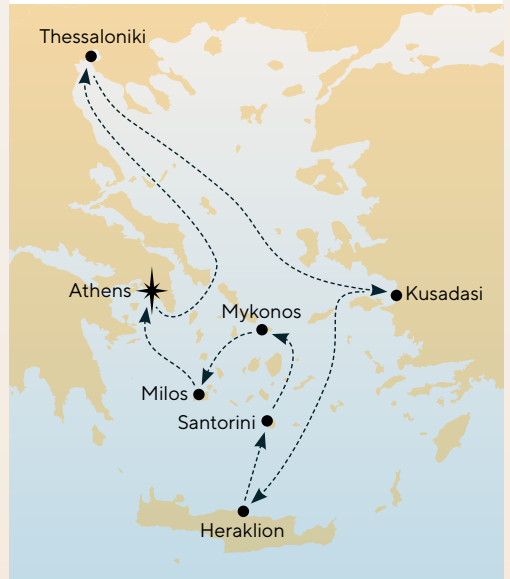 Thessaloniki
Athens
Kusadasi
Mykonos
Milos
Santorini
Heraklion